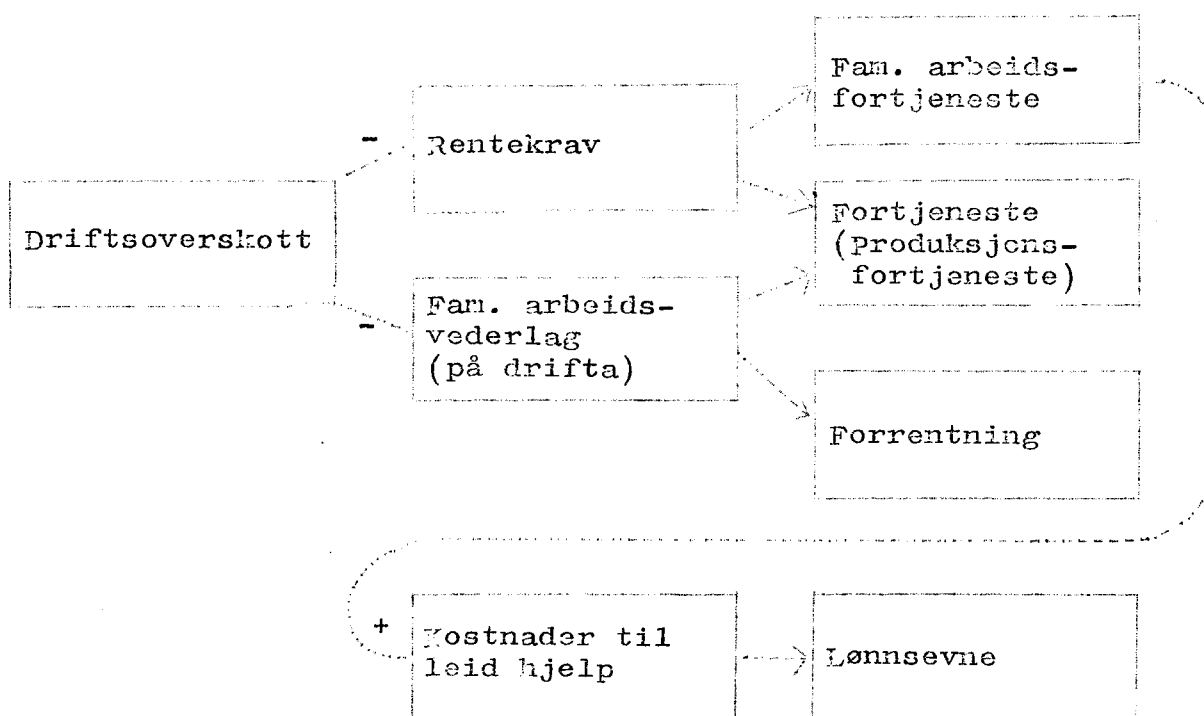 Fam. arbeids-
fortjeneste
-
Rentekrav
Driftsoverskott
Fortjeneste
(Produksjons-
fortjeneste)
-
Fam. arbeids-
vederlag
(på drifta)
Forrentning
+
Kostnader til
leid hjelp
Lønnsevne